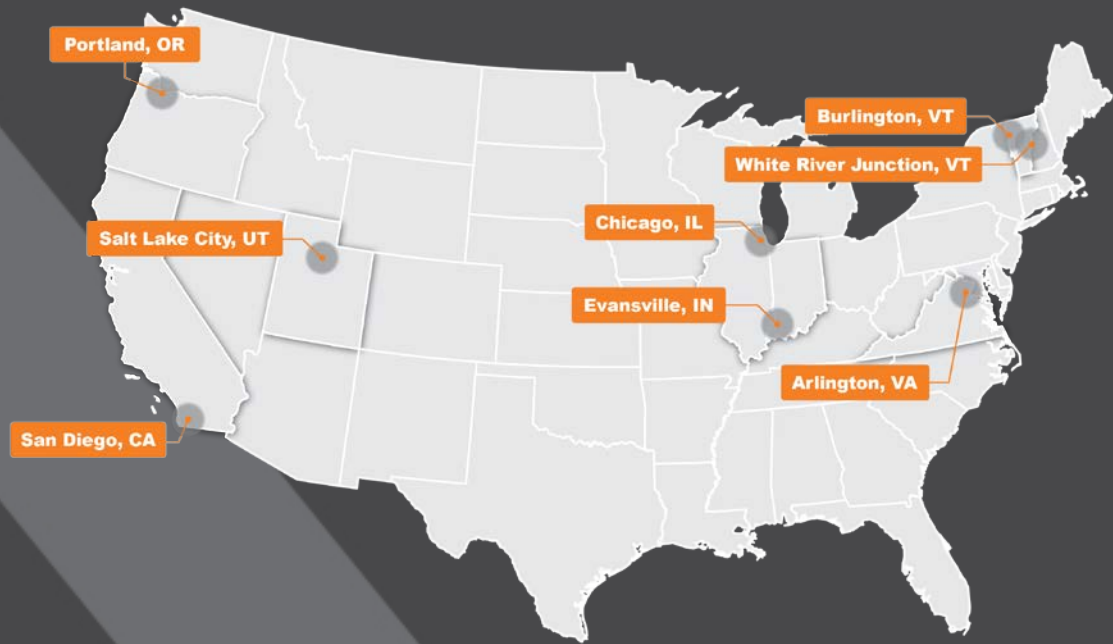 Portland, OR
Burlington, VT
White River Junction, VT
Chicago, IL
Salt Lake City, UT
Evansville, IN
Arlington, VA
San Diego, CA